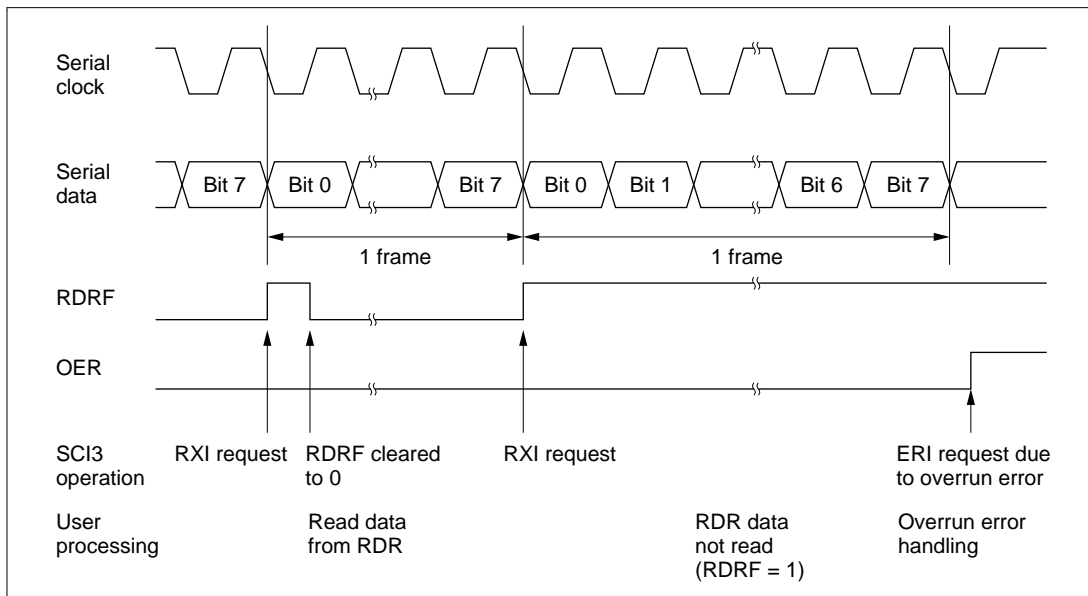 Serial
clock
Serial
data
Bit 7
Bit 0
Bit 7
Bit 0
Bit 1
Bit 6
Bit 7
1 frame
1 frame
RDRF
OER
SCI3
operation
RXI request
RDRF cleared
to 0
RXI request
ERI request due
to overrun error
User
processing
Read data
from RDR
RDR data
not read
(RDRF = 1)
Overrun error
handling